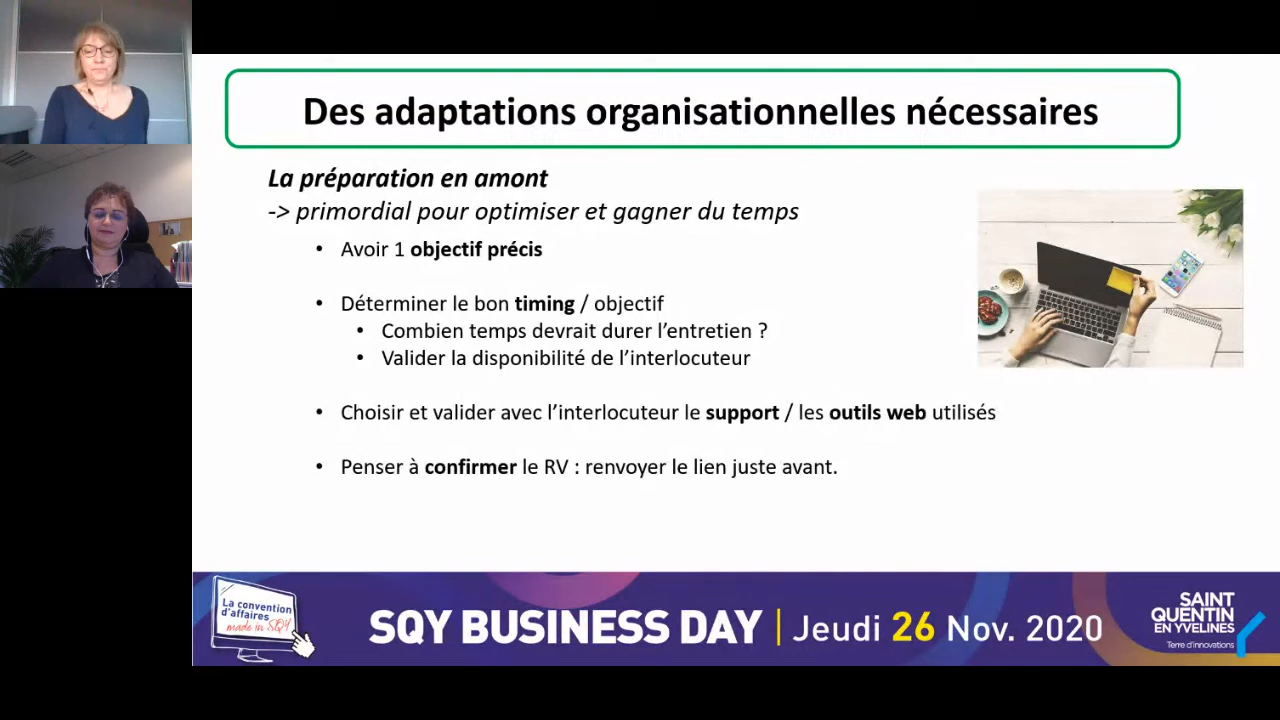 Des adaptations organisationnelles nécessaires
La préparation en amont
-> primordial pour optimiser et gagner du temps
• Avoir 1 objectif précis
• Déterminer le bon timing / objectif
• Combien temps devrait durer l'entretien ?
• Valider la disponibilité de l'interlocuteur
• Choisir et valider avec l'interlocuteur le support / les outils web utilisés
• Penser à confirmer le RV : renvoyer le lien juste avant.
La convention
d'affaires
made in SQY
SQY BUSINESS DAY | Jeudi 26 Nov. 2020
SAINT
QUENTIN
EN YVELINES
Terre d'innovations